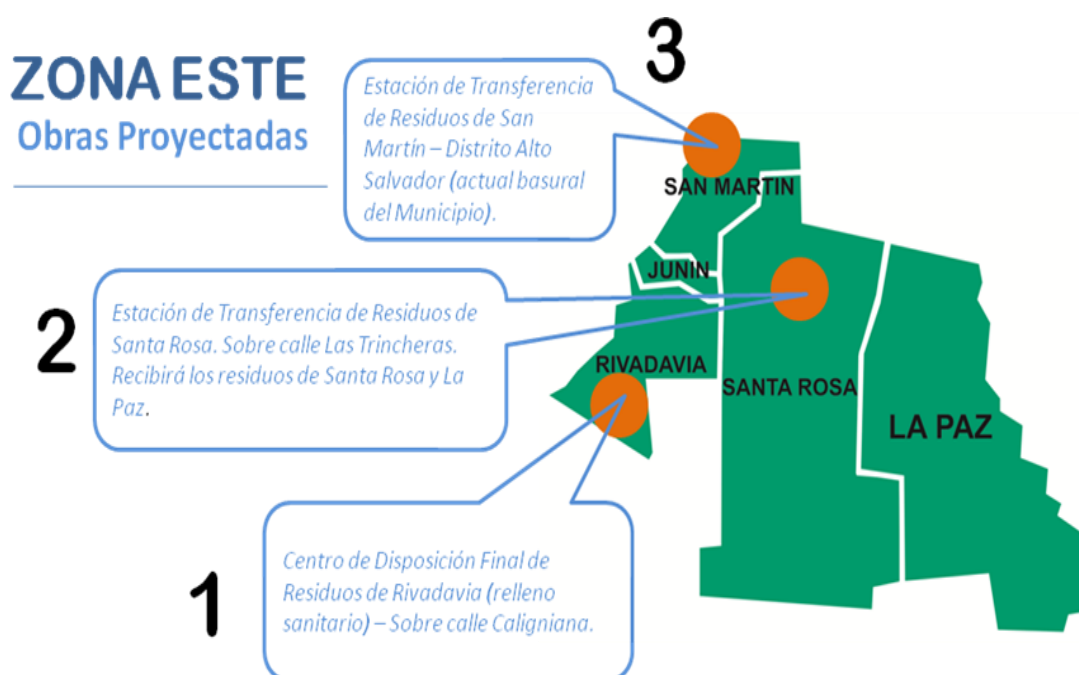 ZONA ESTE
Obras Proyectadas
3
Estación de Transferencia
de Residuos de San
Martín – Distrito Alto
Salvador (actual basural
del Municipio).
SAN MARTIN
JUNIN
2
Estación de Transferencia de Residuos de
Santa Rosa. Sobre calle Las Trincheras.
Recibirá los residuos de Santa Rosa y La
Paz.
RIVADAVIA
SANTA ROSA
LA PAZ
1
Centro de Disposición Final de
Residuos de Rivadavia (relleno
sanitario) – Sobre calle Caligniana.